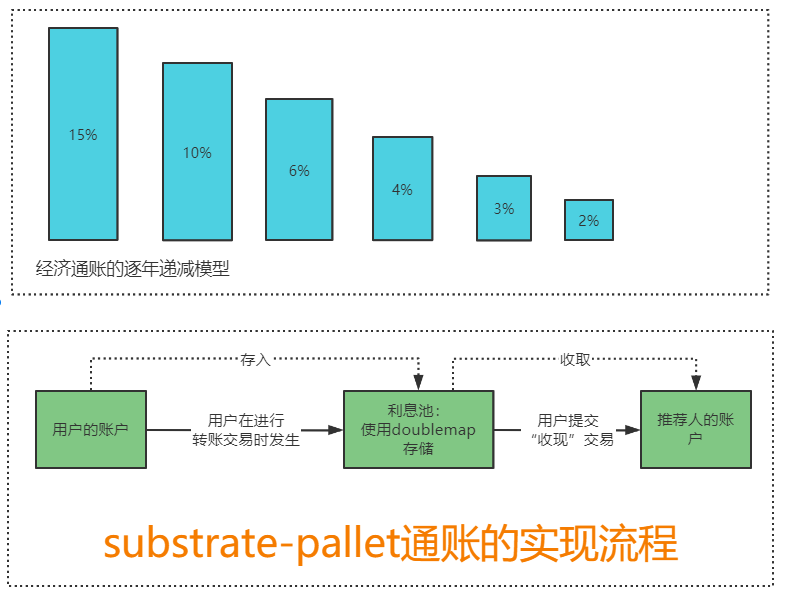 15%
10%
6%
4%
3%
2%
经济通账的逐年递减模型
存入
收取
用户的账户
用户在进行
转账交易时发生
利息池:
使用doublemap
存储
用户提交
“收现”交易
推荐人的账
户
substrate-pallet通账的实现流程